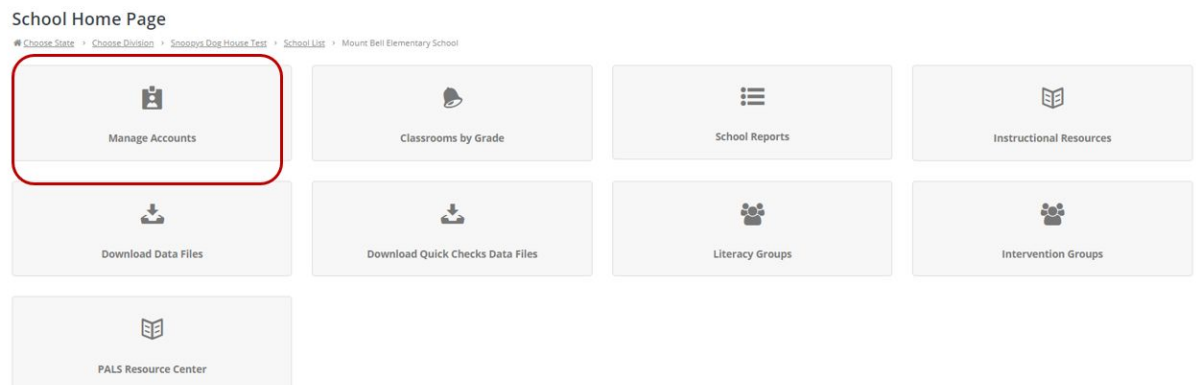 School Home Page
Choose State › Choose Division › Snoopys Dog House Test › School List › Mount Bell Elementary School
Manage Accounts
Classrooms by Grade
School Reports
Instructional Resources
Download Data Files
Download Quick Checks Data Files
Literacy Groups
Intervention Groups
PALS Resource Center